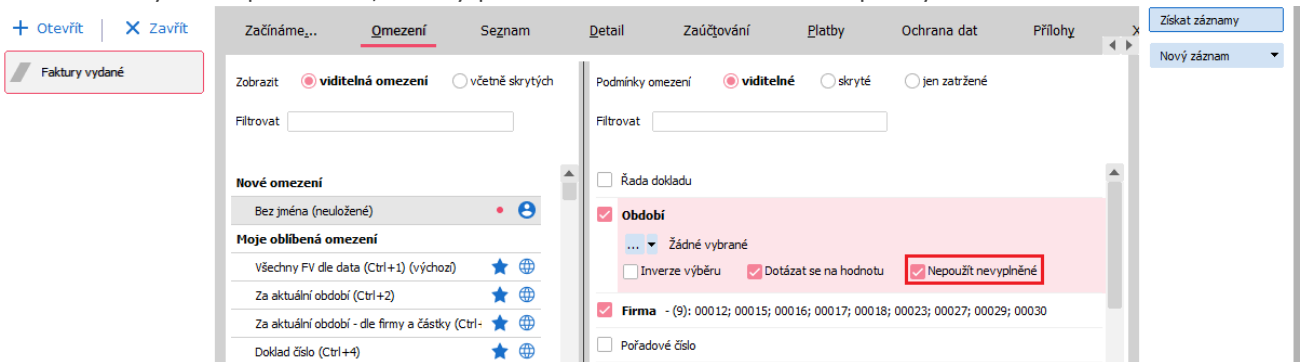 Otevřít Zavřít
Faktury vydané
Začínáme... Omezení Seznam Detail Zaúčtování Platby Ochrana dat Přílohy X
Zobrazit viditelná omezení včetně skrytých
Filtrovat
Nové omezení
Bez jména (neuložené)
Moje oblíbená omezení
Všechny FV dle data (Ctrl+1) (výchozí)
Za aktuální období (Ctrl+2)
Za aktuální období - dle firmy a částky (Ctrl-
Doklad číslo (Ctrl+4)
Podmínky omezení viditelné skryté jen zatržené
Filtrovat
Řada dokladu
Období
... Žádné vybrané
Inverze výběru Dotázat se na hodnotu Nepoužít nevyplněné
Firma - (9): 00012; 00015; 00016; 00017; 00018; 00023; 00027; 00029; 00030
Pořadové číslo
Získat záznamy
Nový záznam